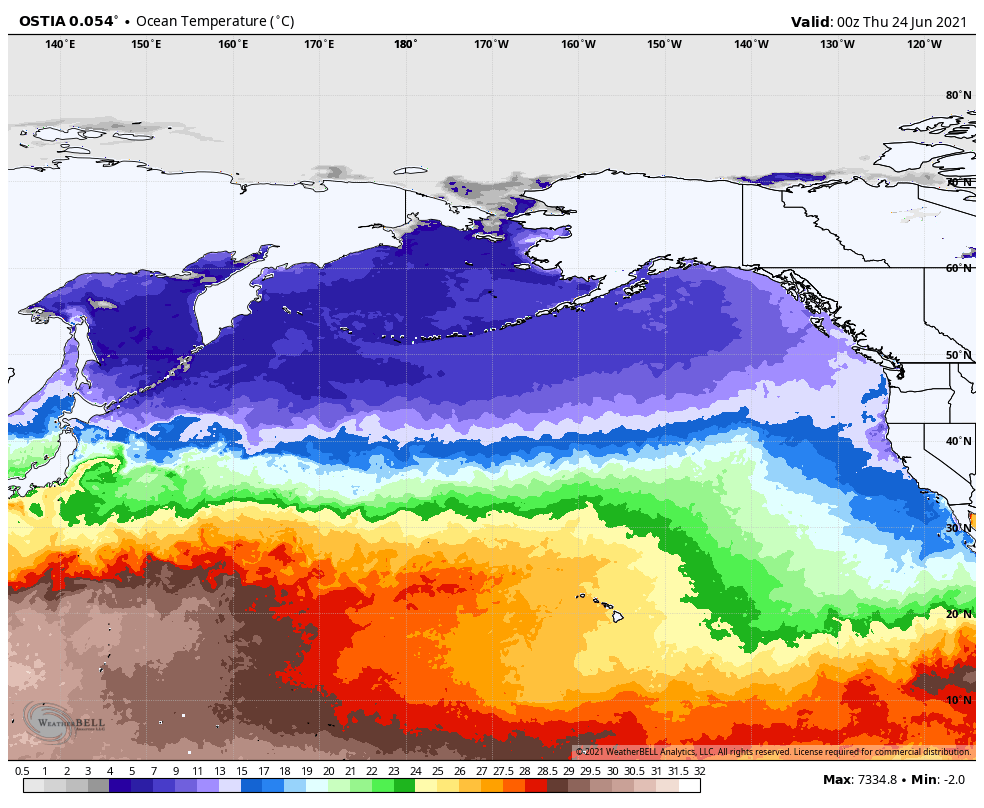 OSTIA 0.054° • Ocean Temperature (°C)
Valid: 00z Thu 24 Jun 2021
140°E 150°E 160°E 170°E 180° 170°W 160°W 150°W 140°W 130°W 120°W
80°N
70°N
60°N
50°N
40°N
30°N
20°N
10°N
WEATHERBELL
©2021 WeatherBELL Analytics, LLC. All rights reserved. License required for commercial distribution.
0.5 1 2 3 4 5 7 9 11 13 15 16 17 18 19 20 21 22 23 24 25 26 27 27.5 28 28.5 29 29.5 30 30.5 31 31.5 32
Max: 7334.8 • Min: -2.0